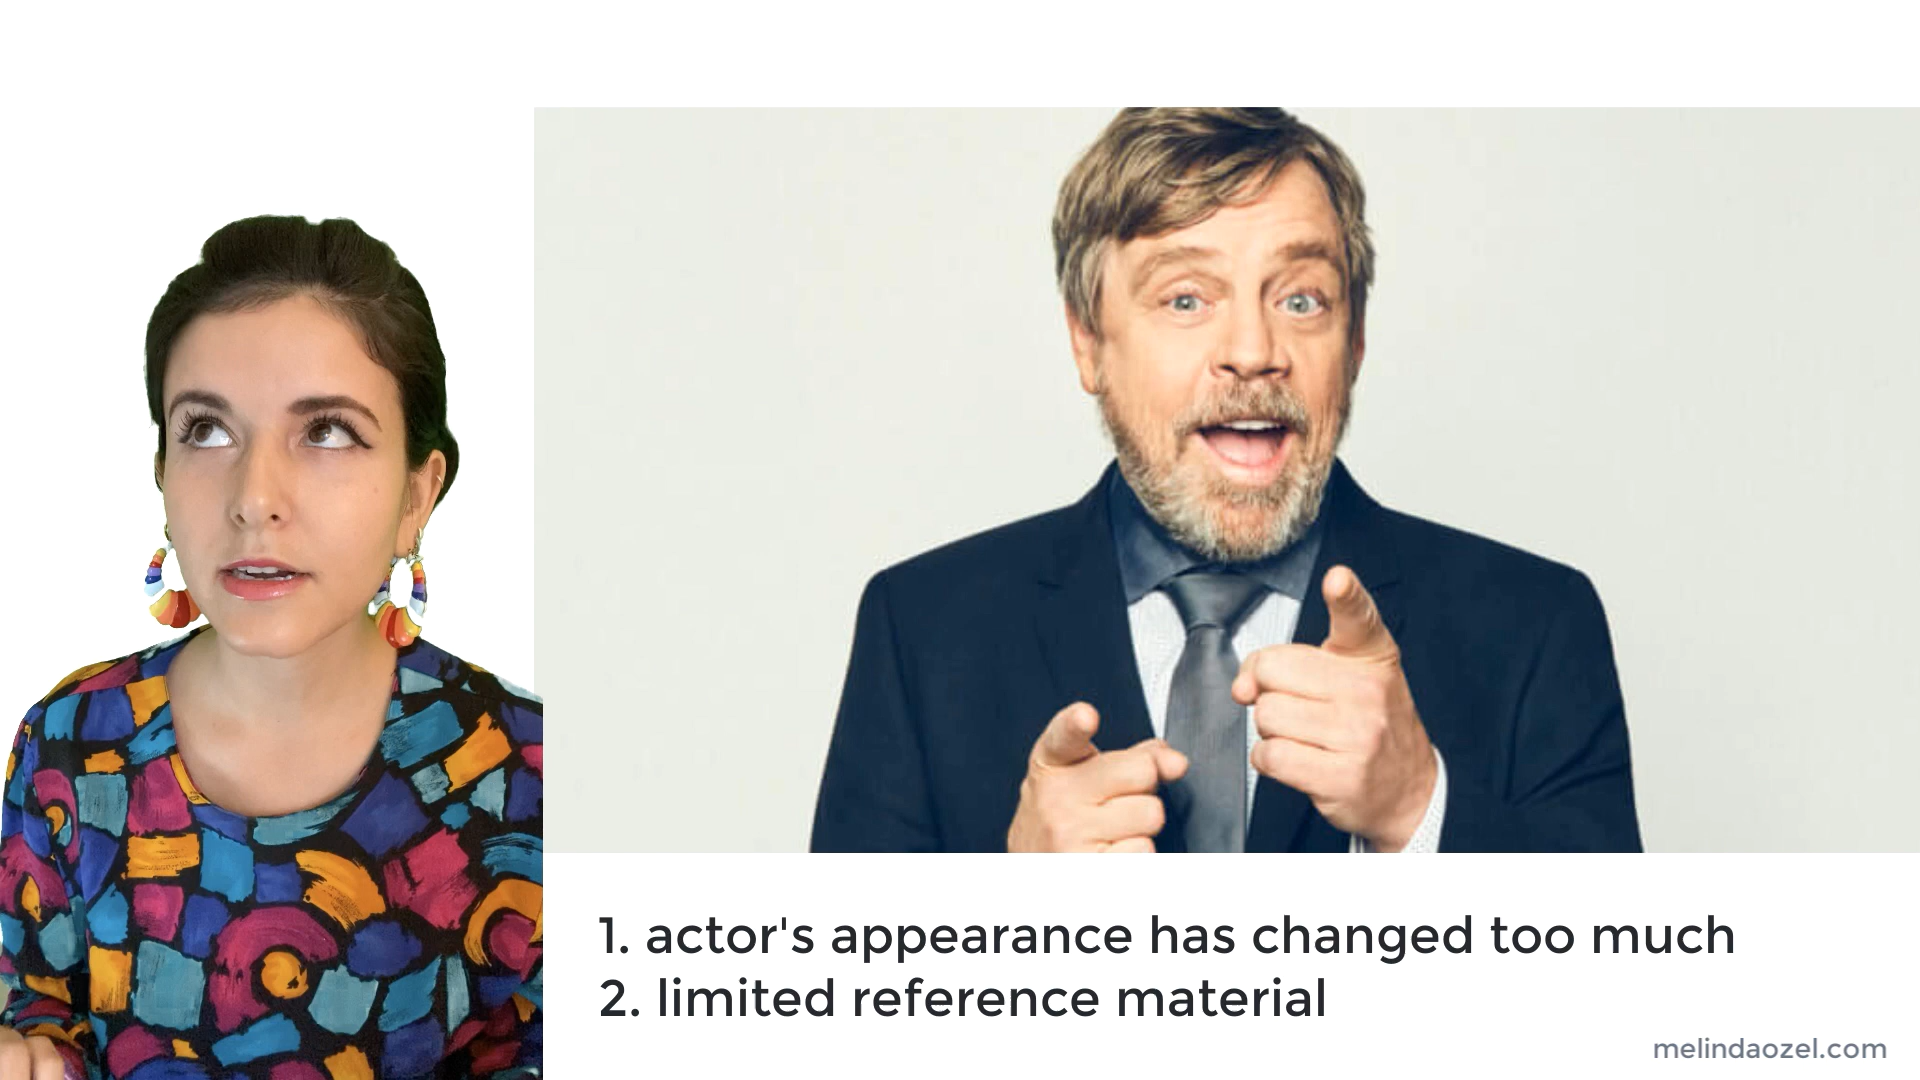 1. actor's appearance has changed too much
2. limited reference material
melindaozel.com